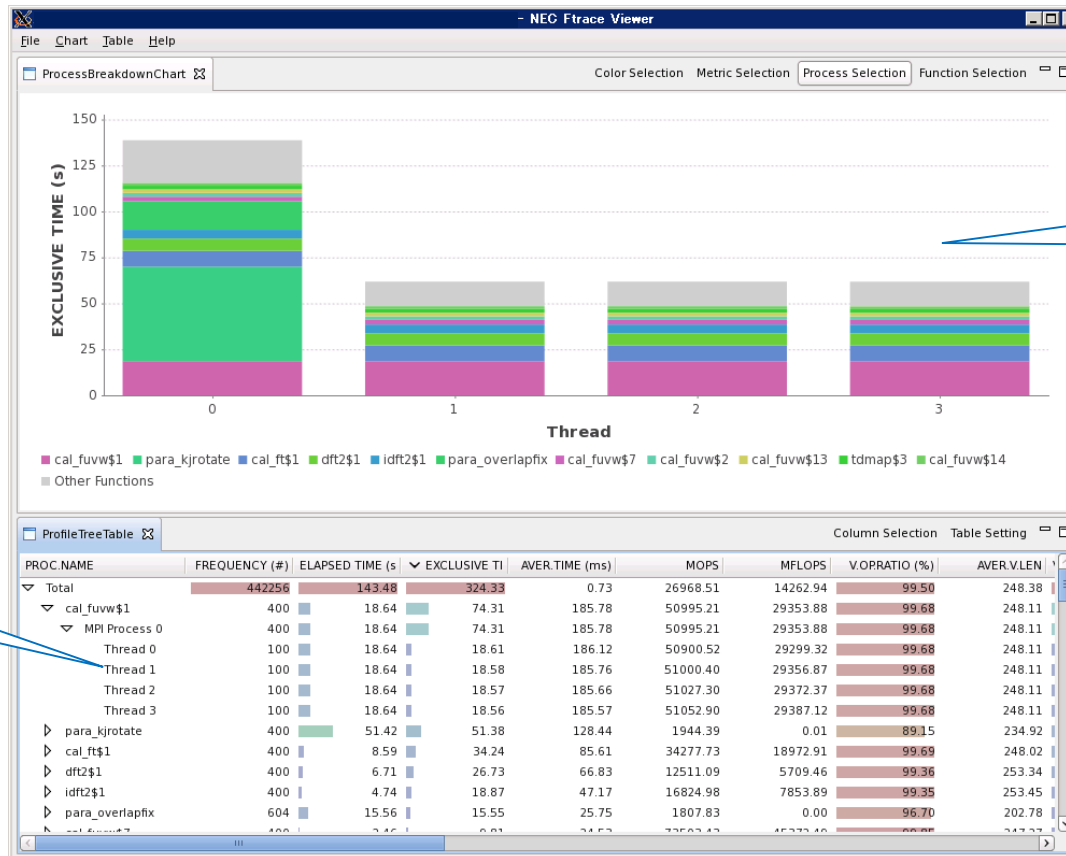 - NEC Ftrace Viewer
File Chart Table Help
ProcessBreakdownChart Color Selection Metric Selection Process Selection Function Selection
150
125
100
75
50
25
0
EXCLUSIVE TIME (s)
0 1 2 3
Thread
cal_fuvw$1 para_kjrotate cal_ft$1 dft2$1 idft2$1 para_overlapfix cal_fuvw$7 cal_fuvw$2 cal_fuvw$13 tdmap$3 cal_fuvw$14
Other Functions
ProfileTreeTable Column Selection Table Setting
PROC.NAME FREQUENCY (#) ELAPSED TIME (s EXCLUSIVE TI AVER.TIME (ms) MOPS MFLOPS V.OPRATIO (%) AVER.V.LEN
Total 442256 143.48 324.33 0.73 26968.51 14262.94 99.50 248.38
cal_fuvw$1 400 18.64 74.31 185.78 50995.21 29353.88 99.68 248.11
MPI Process 0 400 18.64 74.31 185.78 50995.21 29353.88 99.68 248.11
Thread 0 100 18.64 18.61 186.12 50900.52 29299.32 99.68 248.11
Thread 1 100 18.64 18.58 185.76 51000.40 29356.87 99.68 248.11
Thread 2 100 18.64 18.57 185.66 51027.30 29372.37 99.68 248.11
Thread 3 100 18.64 18.56 185.57 51052.90 29387.12 99.68 248.11
para_kjrotate 400 51.42 51.38 128.44 1944.39 0.01 89.15 234.92
cal_ft$1 400 8.59 34.24 85.61 34277.73 18972.91 99.69 248.02
dft2$1 400 6.71 26.73 66.83 12511.09 5709.46 99.36 253.34
idft2$1 400 4.74 18.87 47.17 16824.98 7853.89 99.35 253.45
para_overlapfix 604 15.56 15.55 25.75 1807.83 0.00 96.70 202.78